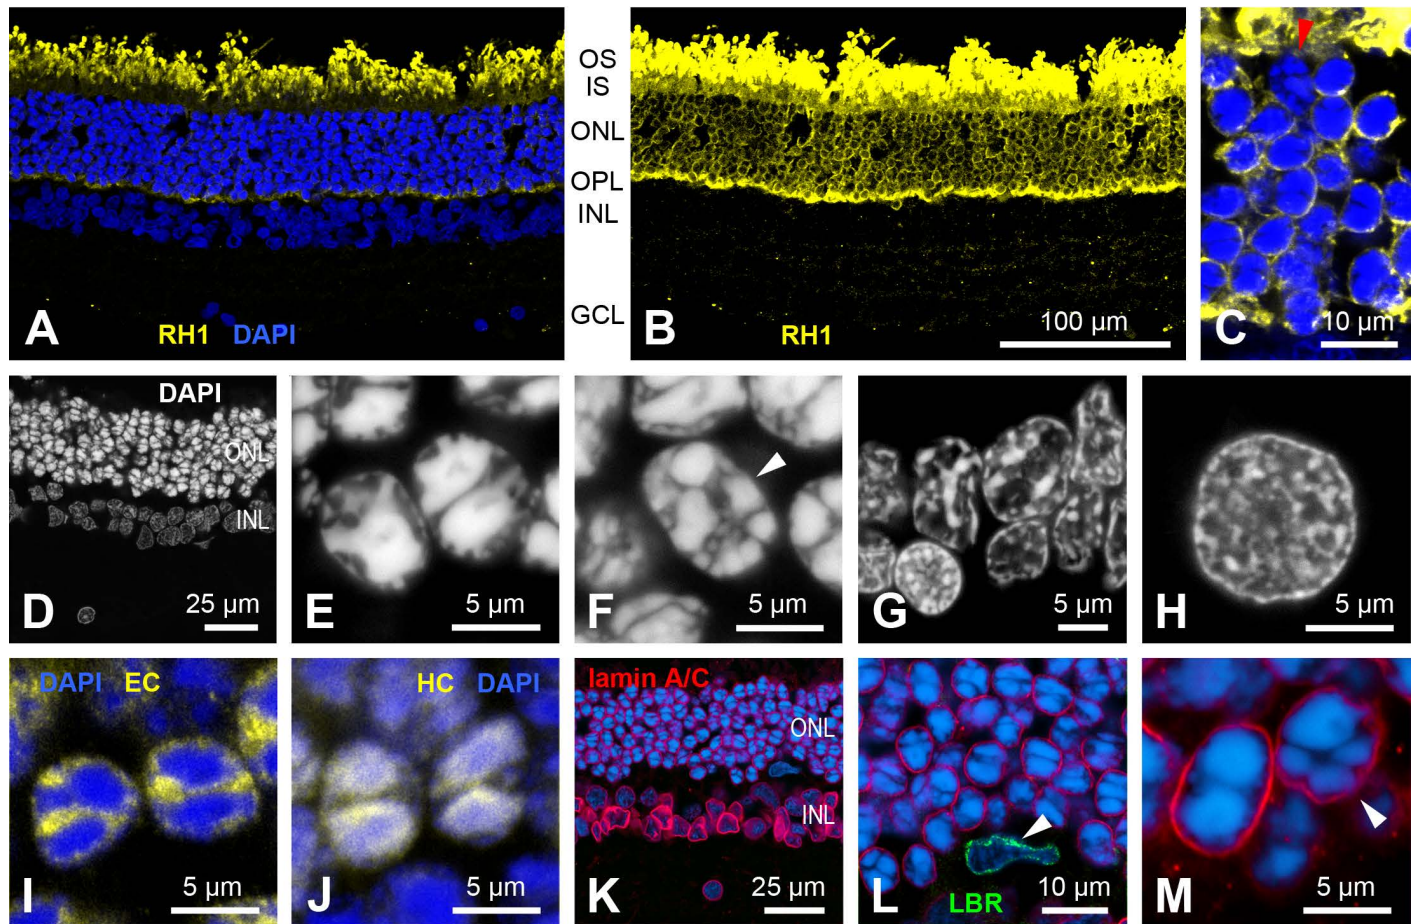 OS
IS
ONL
OPL
INL
GCL
A
RH1 DAPI
B
RH1
100 µm
C
10 µm
DAPI
ONL
INL
D
25 µm
E
5 µm
F
5 µm
G
5 µm
H
5 µm
DAPI EC
I
5 µm
HC DAPI
J
5 µm
lamin A/C
ONL
INL
K
25 µm
L
LBR
10 µm
M
5 µm